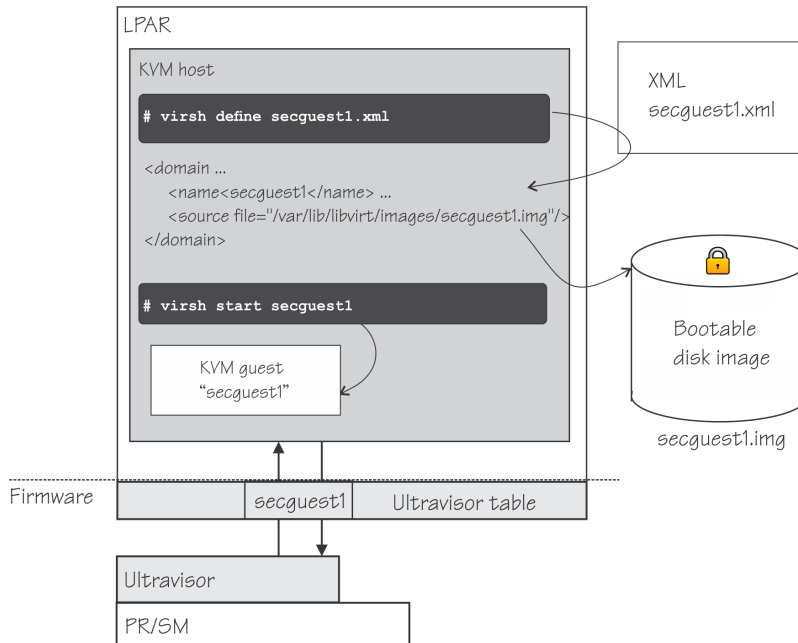 LPAR
KVM host
# virsh define secguest1.xml
<domain ...
<name<secguest1</name> ...
<source file="/var/lib/libvirt/images/secguest1.img"/>
</domain>
# virsh start secguest1
KVM guest
“secguest1”
XML
secguest1.xml
Bootable
disk image
secguest1.img
Firmware
secguest1
Ultravisor table
Ultravisor
PR/SM